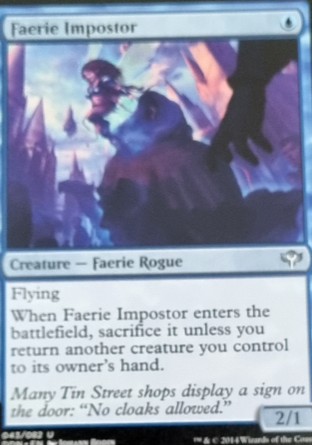 Faerie Impostor
Creature — Faerie Rogue
Flying
When Faerie Impostor enters the
battlefield, sacrifice it unless you
return another creature you control
to its owner's hand.
Many Tin Street shops display a sign on
the door: "No cloaks allowed."
2/1
043/082 U
™ & © 2014 Wizards of the